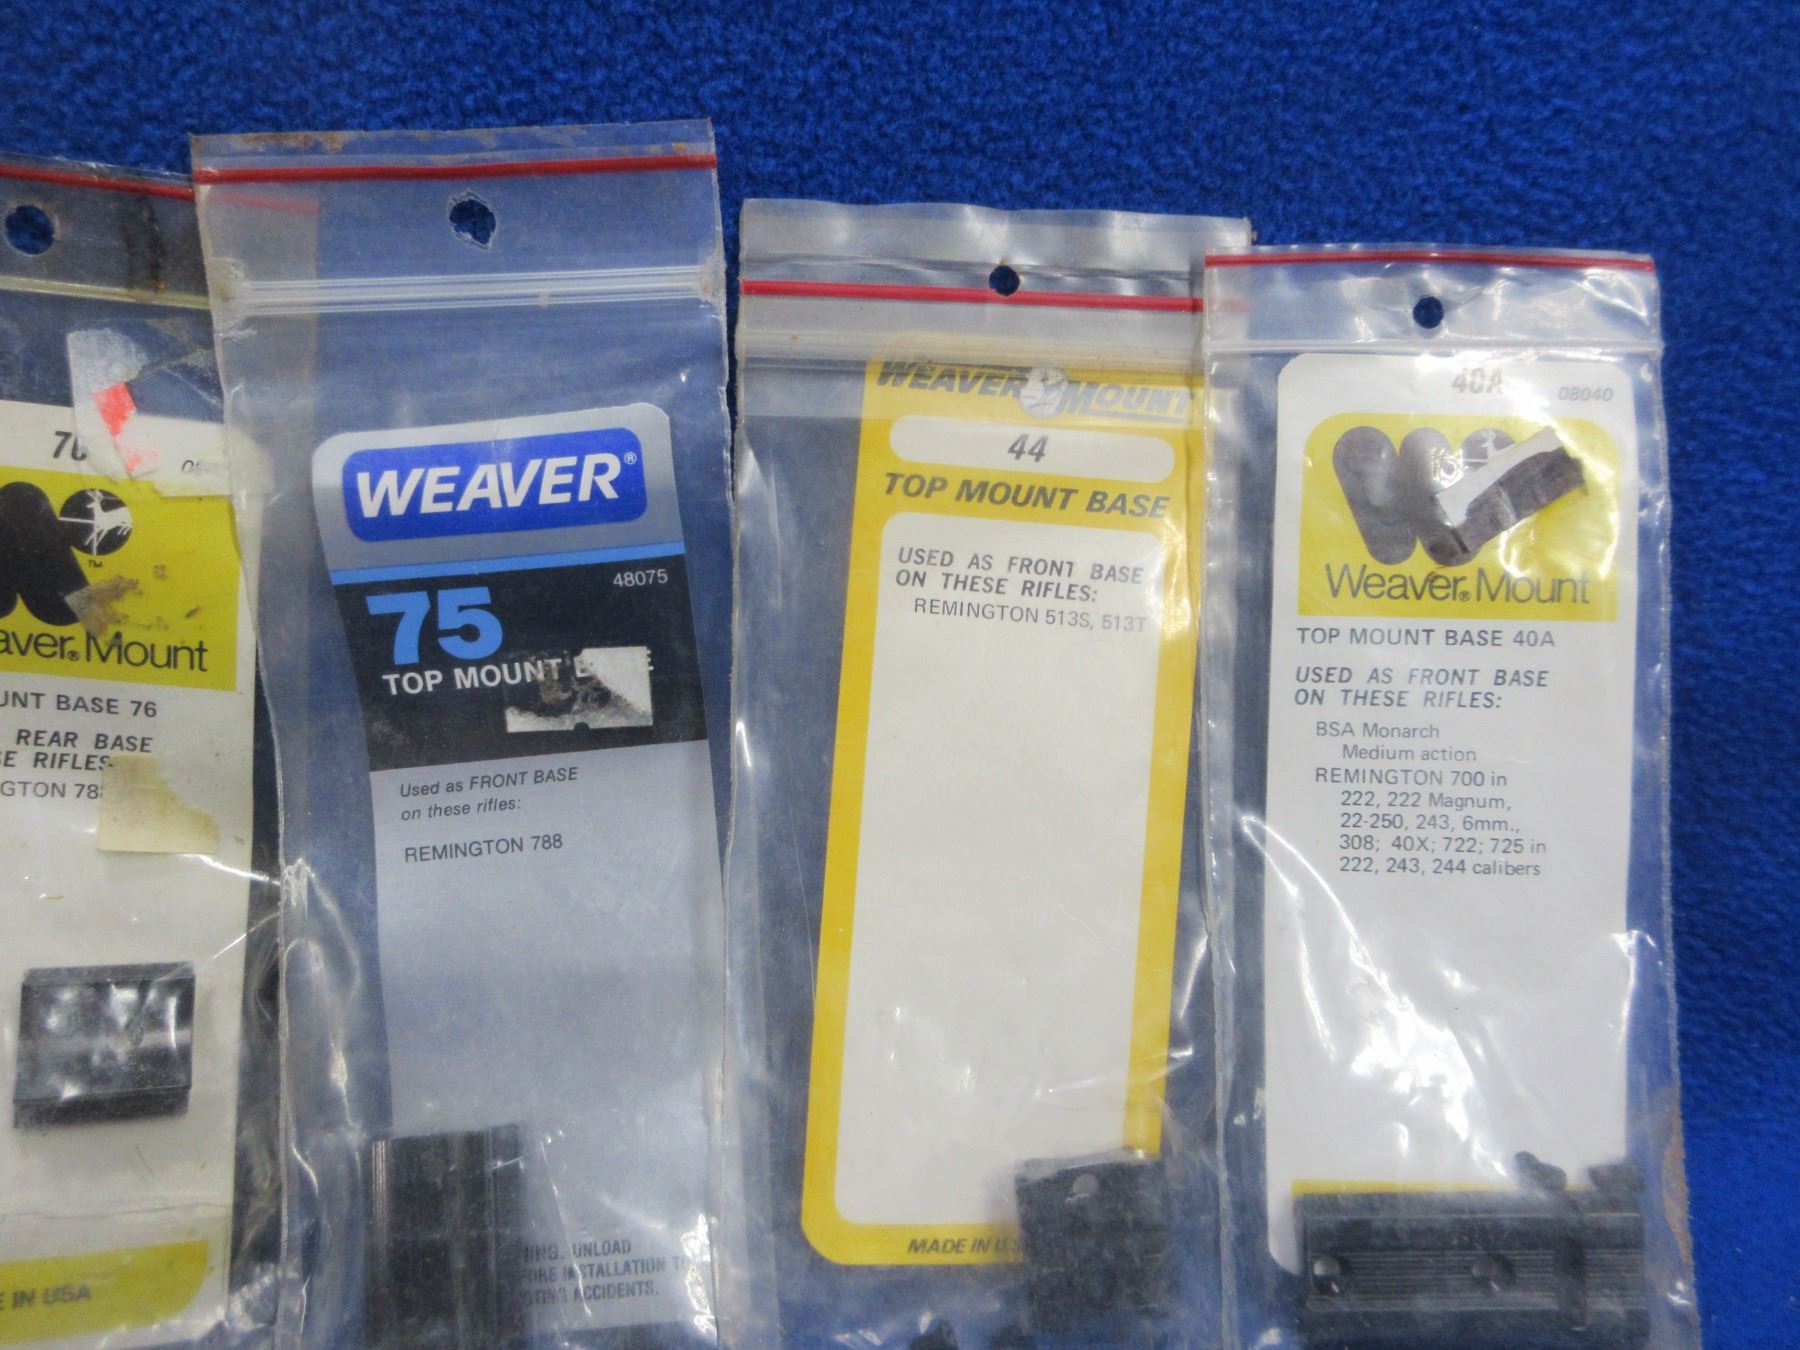 TM
aver® Mount
UNT BASE 76
REAR BASE
SE RIFLES
GTON 788
E IN USA
WEAVER®
48075
75
TOP MOUNT
Used as FRONT BASE
on these rifles:
REMINGTON 788
UNLOAD
INSTALLATION TO
ACCIDENTS.
WEAVER MOUNT
44
TOP MOUNT BASE
USED AS FRONT BASE
ON THESE RIFLES:
REMINGTON 513S, 513T
MADE IN U.S
40A
08040
Weaver® Mount
TOP MOUNT BASE 40A
USED AS FRONT BASE
ON THESE RIFLES:
BSA Monarch
Medium action
REMINGTON 700 in
222, 222 Magnum,
22-250, 243, 6mm.,
308; 40X; 722; 725 in
222, 243, 244 calibers